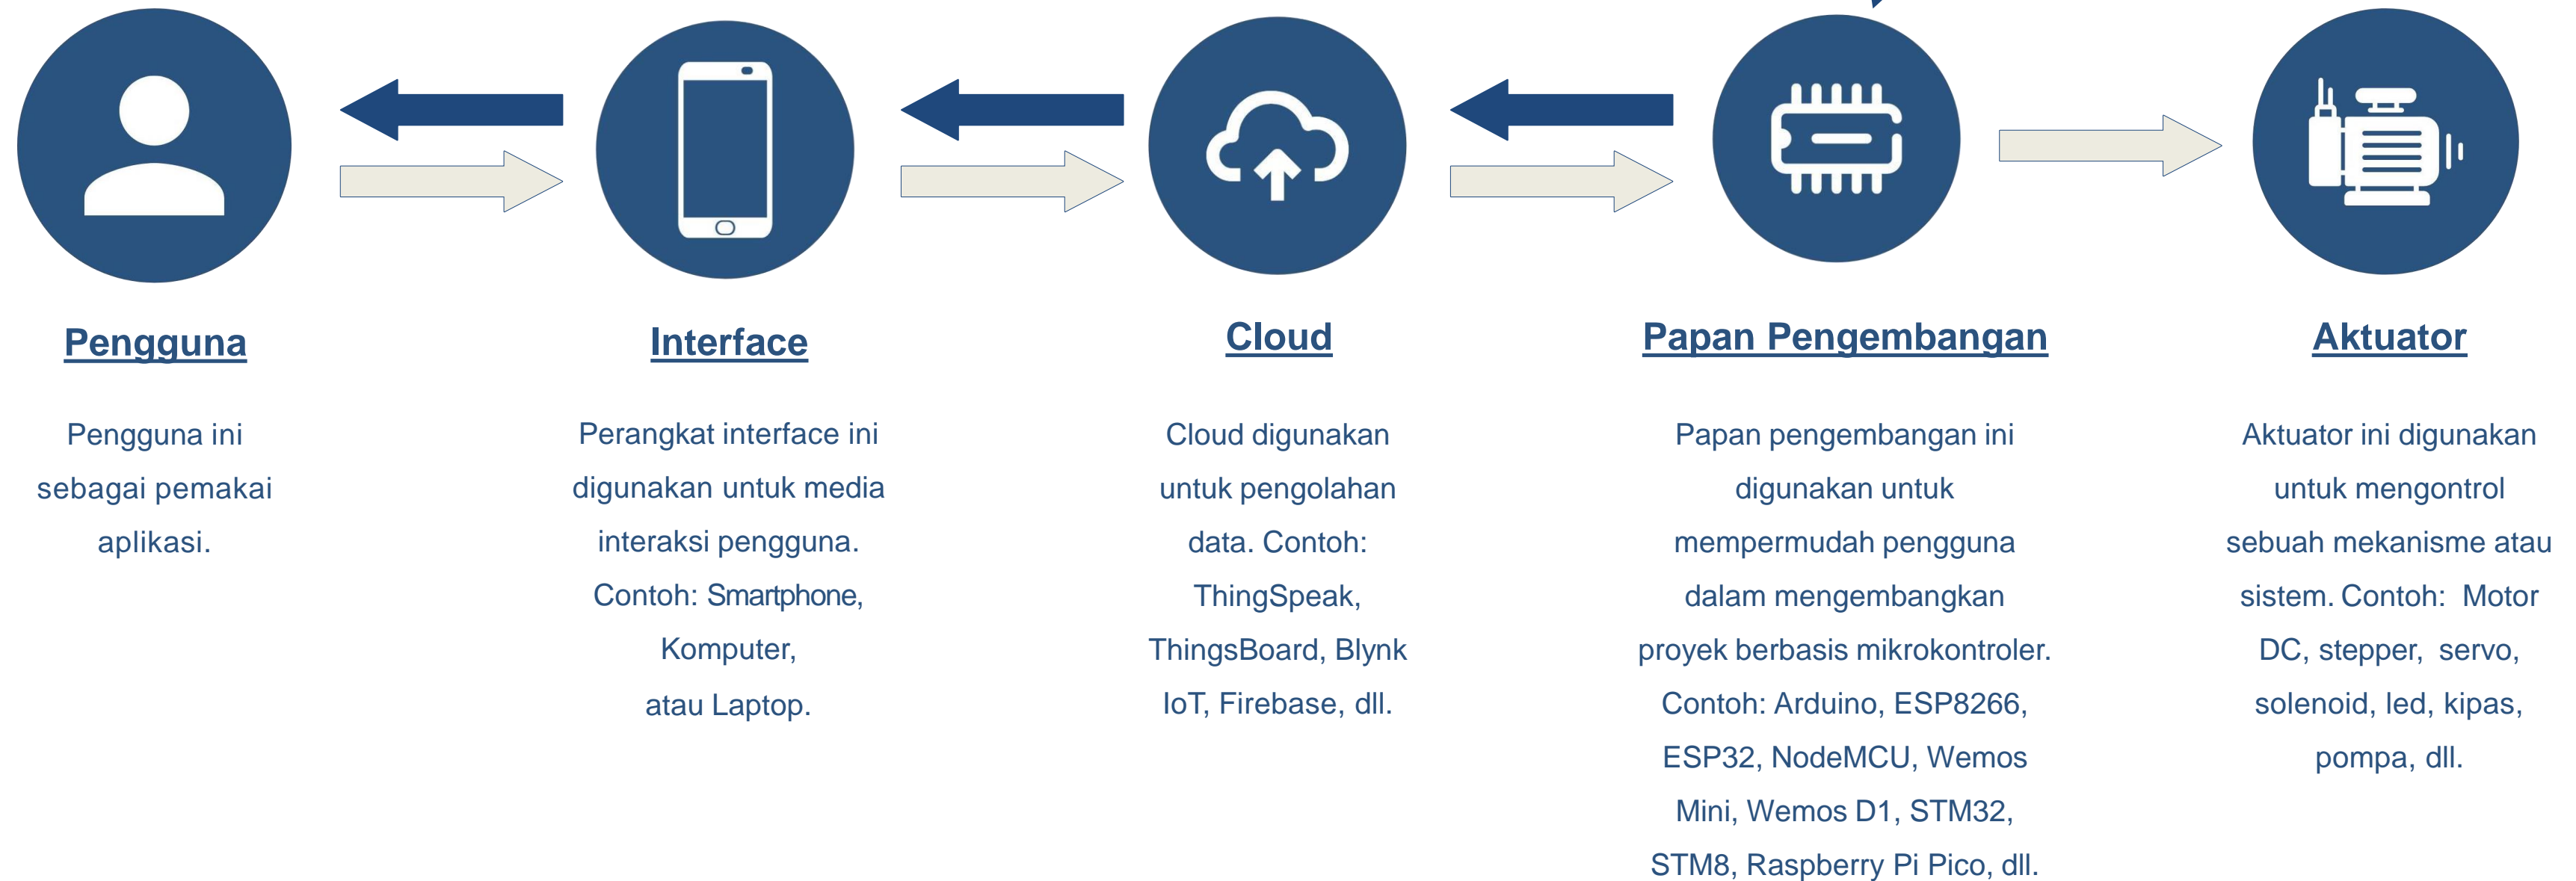 Pengguna
Pengguna ini
sebagai pemakai
aplikasi.
Interface
Perangkat interface ini
digunakan untuk media
interaksi pengguna.
Contoh: Smartphone,
Komputer,
atau Laptop.
Cloud
Cloud digunakan
untuk pengolahan
data. Contoh:
ThingSpeak,
ThingsBoard, Blynk
IoT, Firebase, dll.
Papan Pengembangan
Papan pengembangan ini
digunakan untuk
mempermudah pengguna
dalam mengembangkan
proyek berbasis mikrokontroler.
Contoh: Arduino, ESP8266,
ESP32, NodeMCU, Wemos
Mini, Wemos D1, STM32,
STM8, Raspberry Pi Pico, dll.
Aktuator
Aktuator ini digunakan
untuk mengontrol
sebuah mekanisme atau
sistem. Contoh: Motor
DC, stepper, servo,
solenoid, led, kipas,
pompa, dll.